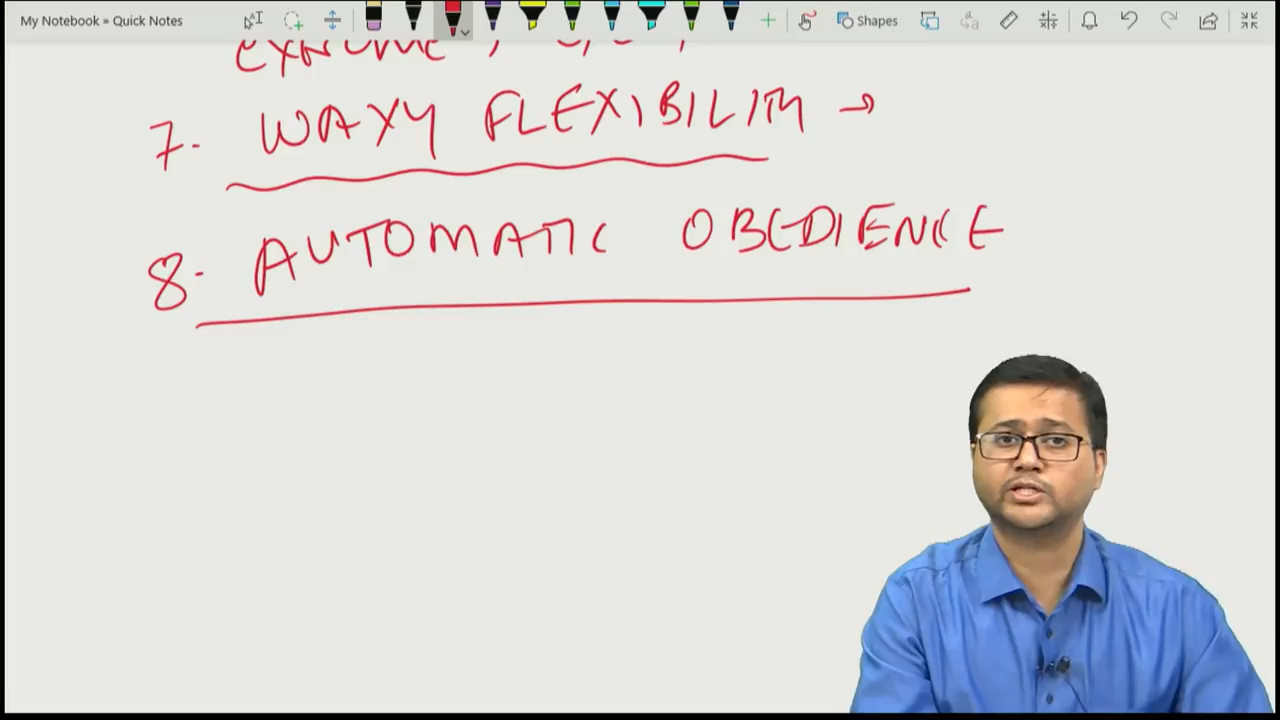 My Notebook » Quick Notes
Shapes
7. WAXY FLEXIBILITY →
8. AUTOMATIC OBEDIENCE